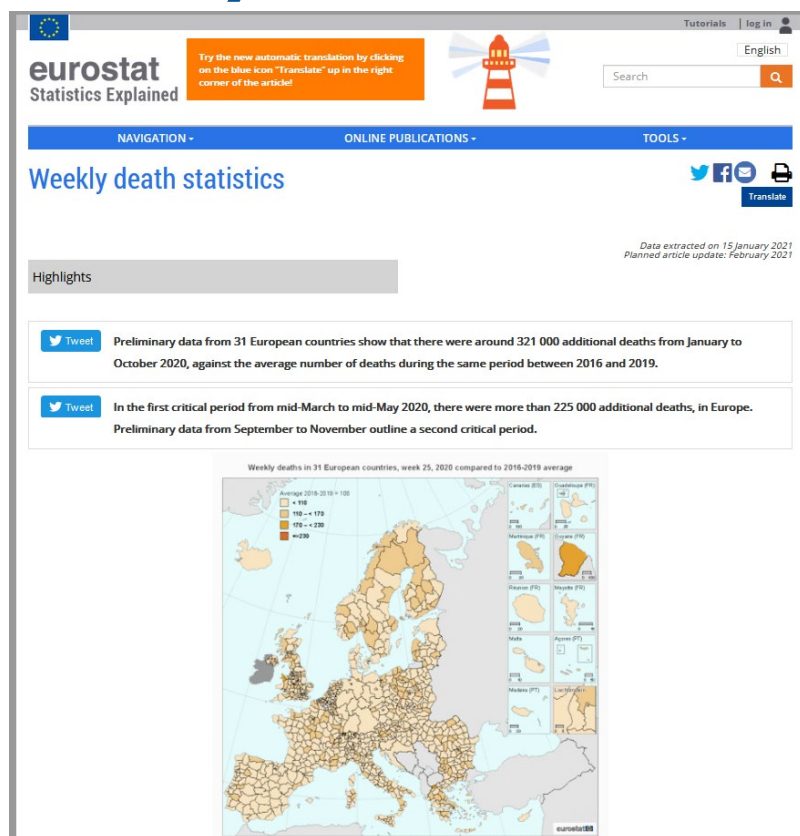 Tutorials | log in
eurostat
Statistics Explained
Try the new automatic translation by clicking
on the blue icon "Translate" up in the right
corner of the article!
English
Search
NAVIGATION
ONLINE PUBLICATIONS
TOOLS
Weekly death statistics
Translate
Data extracted on 15 January 2021
Planned article update: February 2021
Highlights
Tweet
Preliminary data from 31 European countries show that there were around 321 000 additional deaths from January to
October 2020, against the average number of deaths during the same period between 2016 and 2019.
Tweet
In the first critical period from mid-March to mid-May 2020, there were more than 225 000 additional deaths, in Europe.
Preliminary data from September to November outline a second critical period.
Weekly deaths in 31 European countries, week 25, 2020 compared to 2016-2019 average
Average 2016-2019 = 100
< 110
110 – < 170
170 – < 230
=>230
Canarias (ES)
Guadeloupe (FR)
Martinique (FR)
Guyane (FR)
Réunion (FR)
Mayotte (FR)
Malta
Açores (PT)
Madeira (PT)
Liechtenstein
eurostat